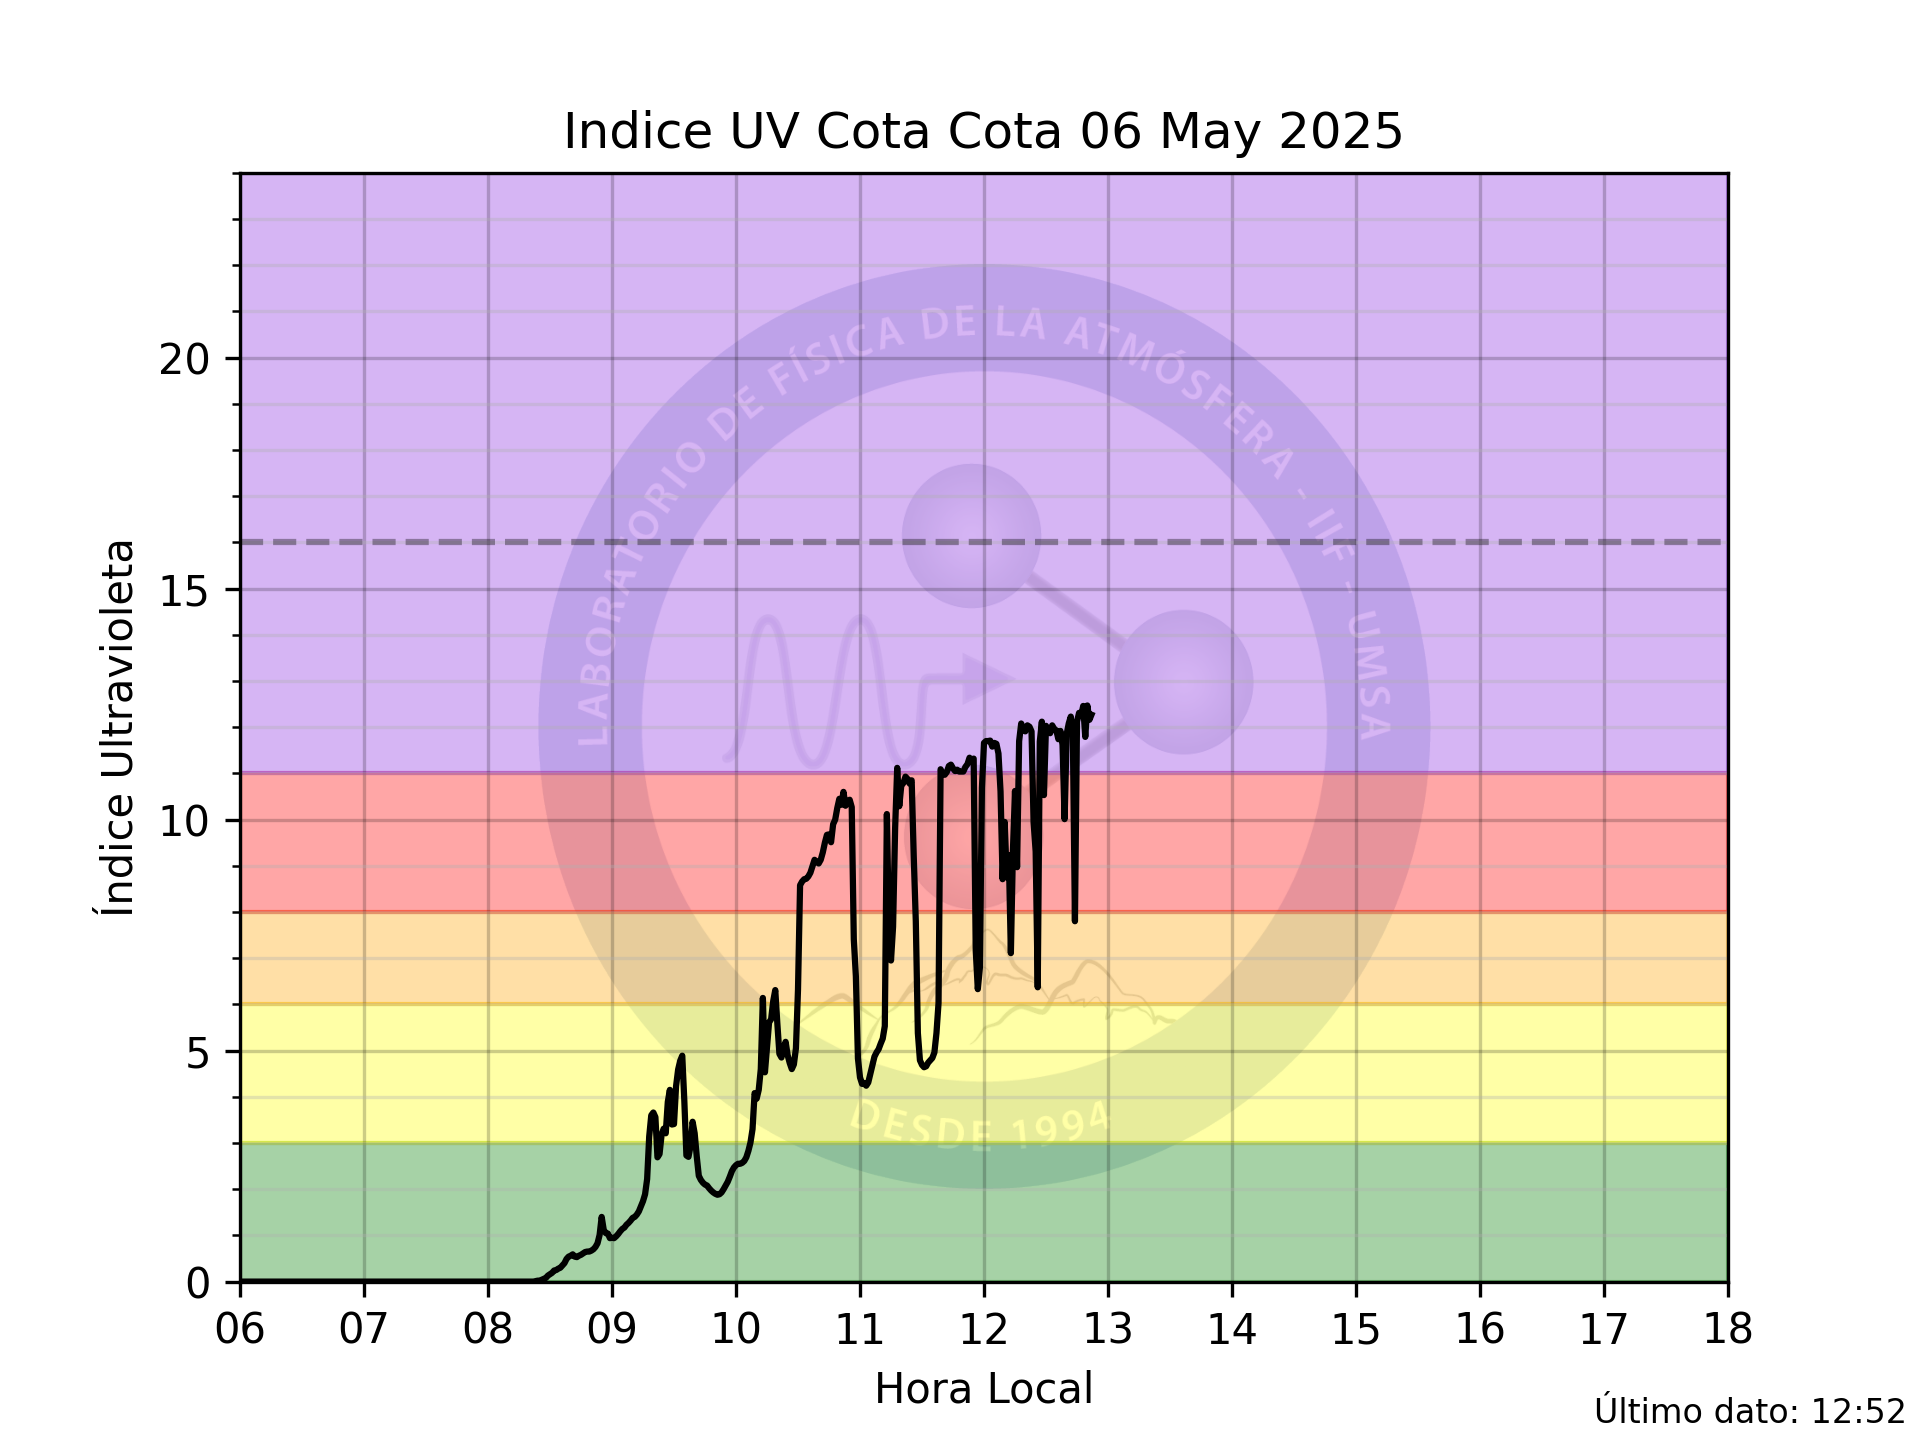 Indice UV Cota Cota 06 May 2025
LABORATORIO DE FÍSICA DE LA ATMÓSFERA - IIF - UMSA
20
15
10
5
0
Índice Ultravioleta
DESDE 1994
06 07 08 09 10 11 12 13 14 15 16 17 18
Hora Local
Último dato: 12:52